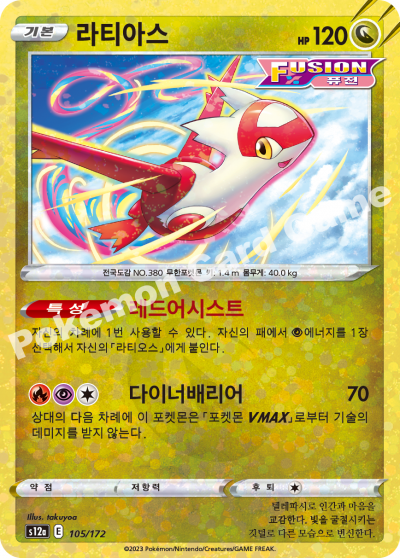 기본 라티아스 HP 120
FUSION
퓨전
전국도감 NO.380 무한포켓몬 키: 1.4 m 몸무게: 40.0 kg
특성 레드어시스트
자신의 차례에 1번 사용할 수 있다. 자신의 패에서 에너지를 1장
선택해서 자신의 「라티오스」에게 붙인다.
다이너배리어 70
상대의 다음 차례에 이 포켓몬은 「포켓몬 VMAX」로부터 기술의
데미지를 받지 않는다.
약점 저항력 후퇴
Illus. takuyoa
s12a E 105/172
텔레파시로 인간과 마음을
교감한다. 빛을 굴절시키는
깃털로 다른 모습으로 변신한다.
©2023 Pokémon/Nintendo/Creatures/GAME FREAK.
Pokémon Card Game